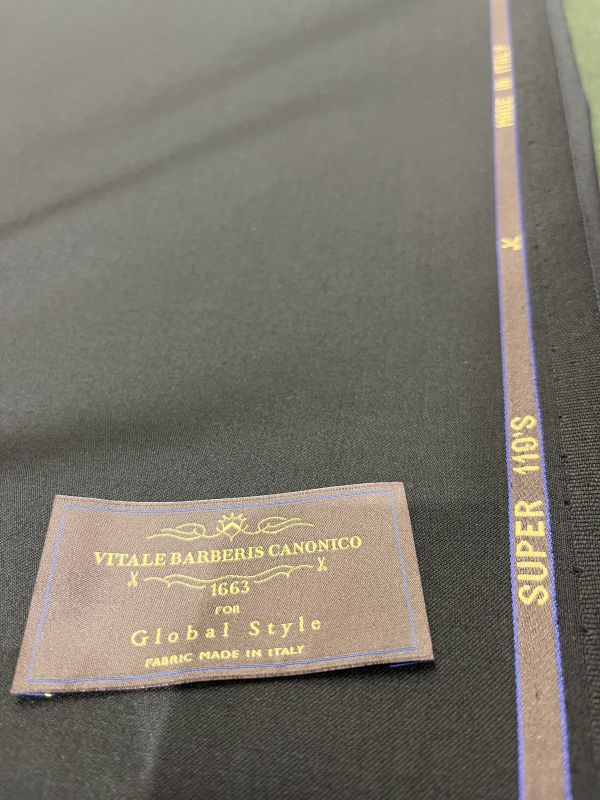 VITALE BARBERIS CANONICO
1663
FOR
Global Style
FABRIC MADE IN ITALY
SUPER 110'S
MADE IN ITALY